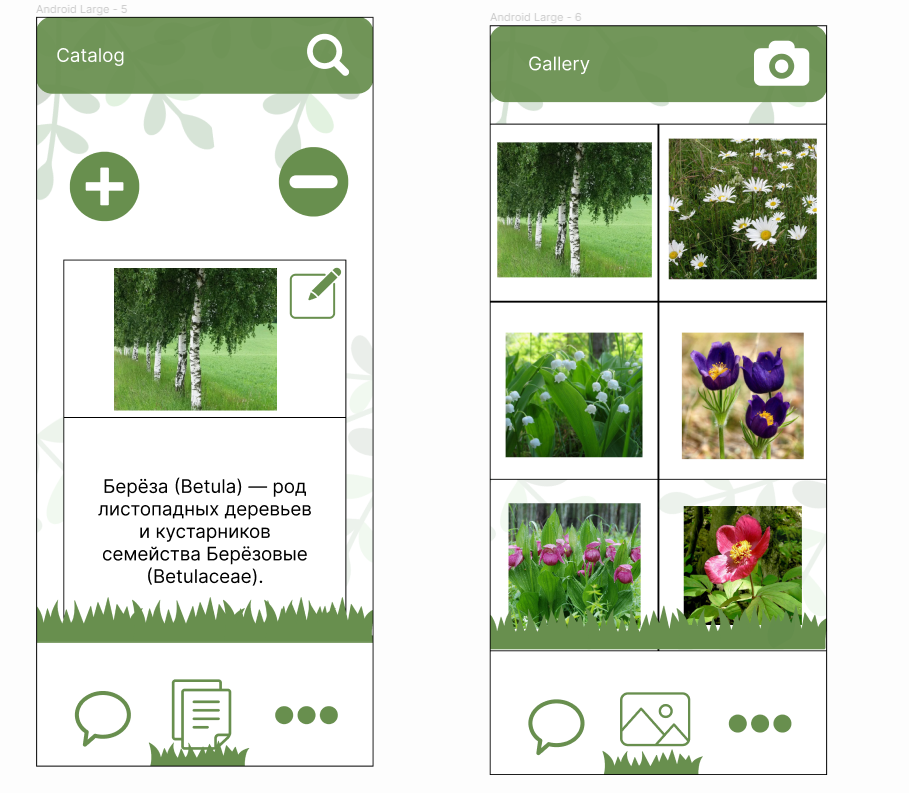 Android Large - 5
Catalog
Берёза (Betula) — род
листопадных деревьев
и кустарников
семейства Берёзовые
(Betulaceae).
Android Large - 6
Gallery